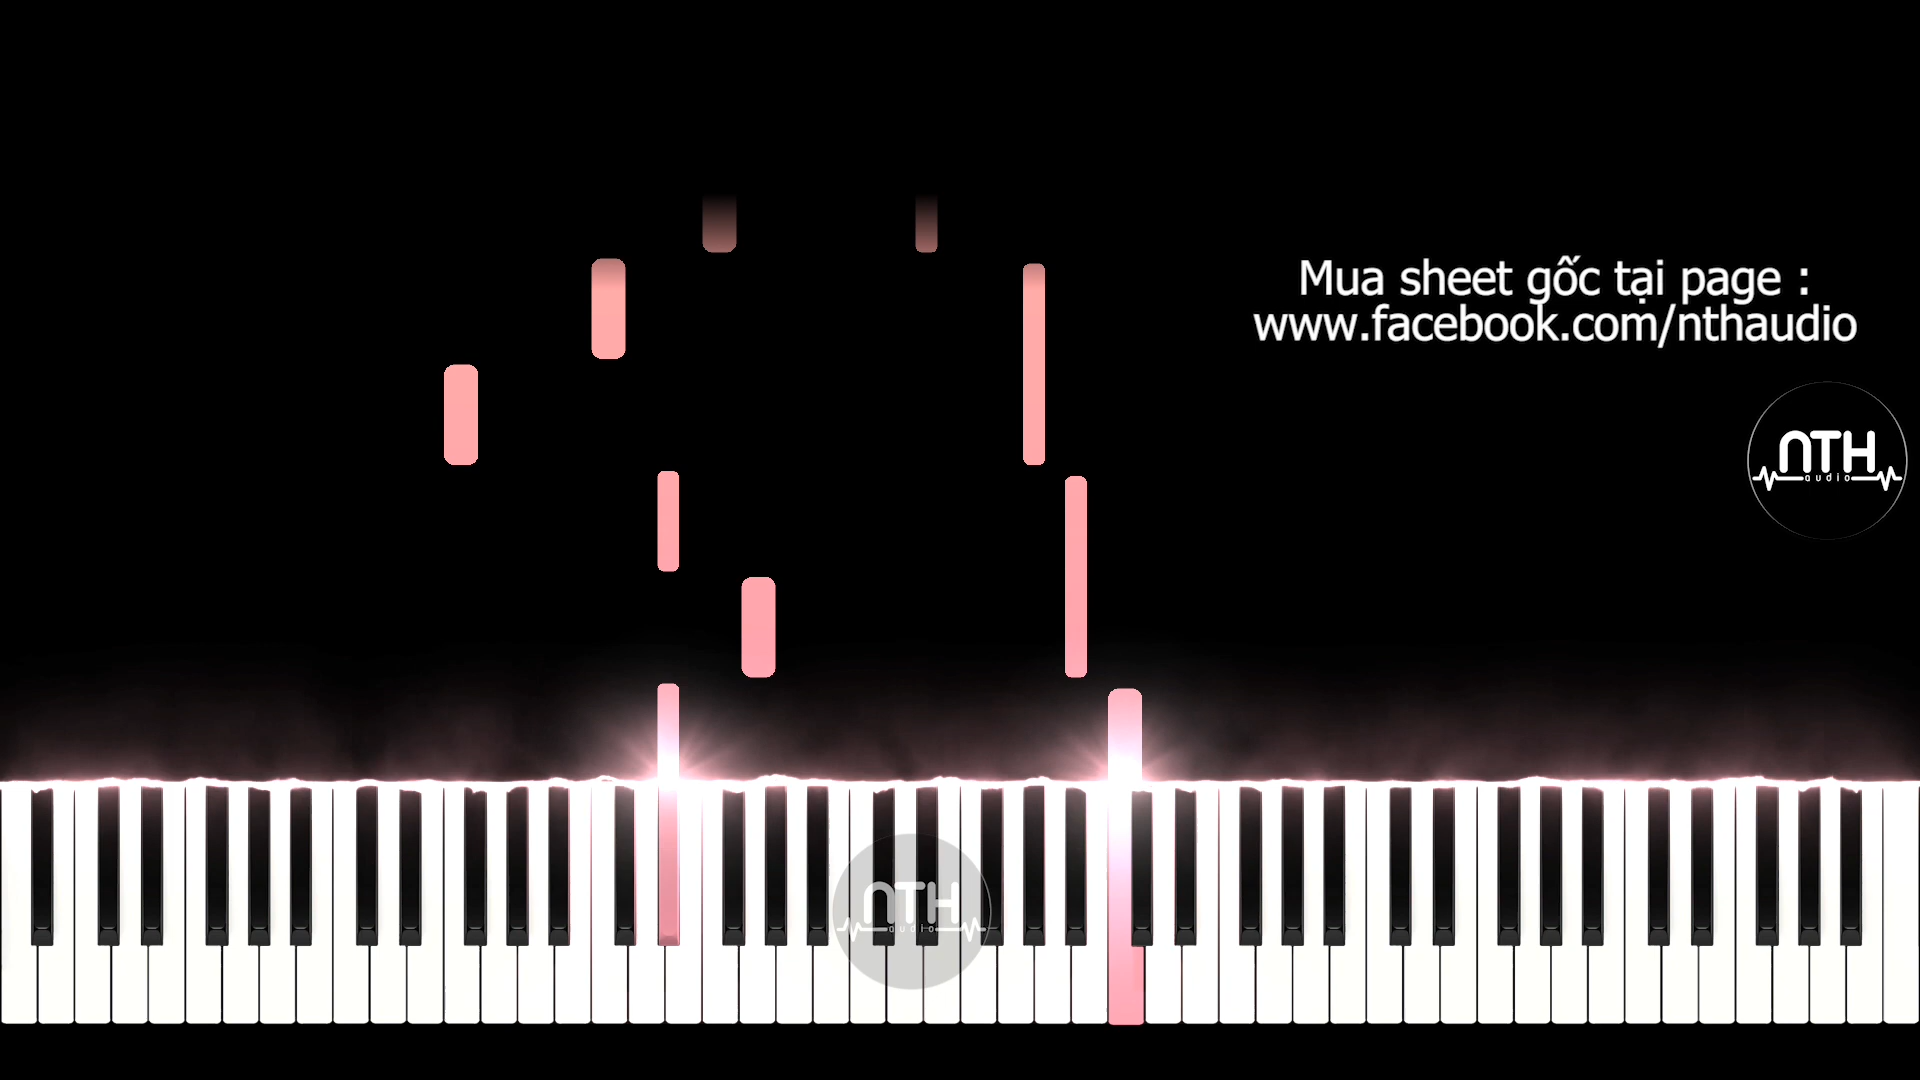 Mua sheet gốc tại page :
www.facebook.com/nthaudio
NTH
audio
NTH
audio